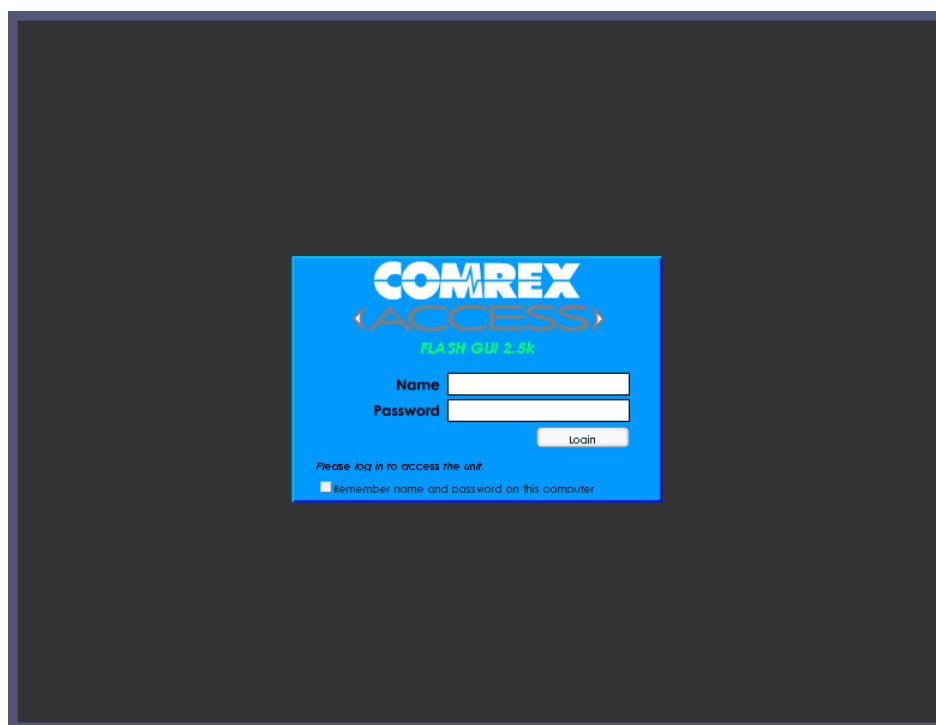 COMREX
ACCESS
FLASH GUI 2.5k
Name
Password
Login
Please log in to access the unit.
Remember name and password on this computer